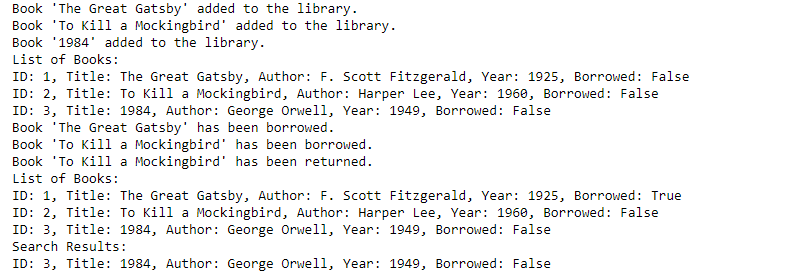 Book 'The Great Gatsby' added to the library.
Book 'To Kill a Mockingbird' added to the library.
Book '1984' added to the library.
List of Books:
ID: 1, Title: The Great Gatsby, Author: F. Scott Fitzgerald, Year: 1925, Borrowed: False
ID: 2, Title: To Kill a Mockingbird, Author: Harper Lee, Year: 1960, Borrowed: False
ID: 3, Title: 1984, Author: George Orwell, Year: 1949, Borrowed: False
Book 'The Great Gatsby' has been borrowed.
Book 'To Kill a Mockingbird' has been borrowed.
Book 'To Kill a Mockingbird' has been returned.
List of Books:
ID: 1, Title: The Great Gatsby, Author: F. Scott Fitzgerald, Year: 1925, Borrowed: True
ID: 2, Title: To Kill a Mockingbird, Author: Harper Lee, Year: 1960, Borrowed: False
ID: 3, Title: 1984, Author: George Orwell, Year: 1949, Borrowed: False
Search Results:
ID: 3, Title: 1984, Author: George Orwell, Year: 1949, Borrowed: False